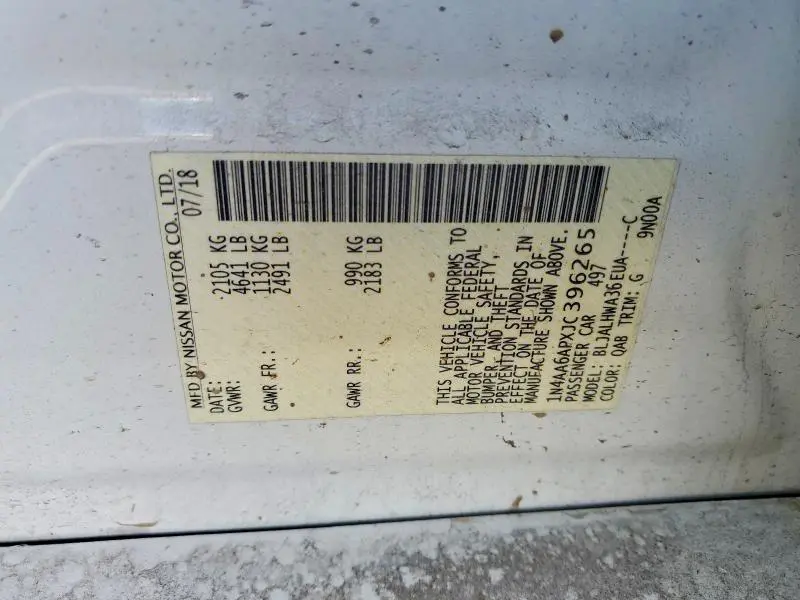 MFD BY NISSAN MOTOR CO., LTD.
DATE: 07/18
GVWR: 2105 KG
4641 LB
GAWR FR.: 1130 KG
2491 LB
GAWR RR.: 990 KG
2183 LB
THIS VEHICLE CONFORMS TO
ALL APPLICABLE FEDERAL
MOTOR VEHICLE SAFETY,
BUMPER, AND THEFT
PREVENTION STANDARDS IN
EFFECT ON THE DATE OF
MANUFACTURE SHOWN ABOVE.
1N4AA6APXJC396265
PASSENGER CAR 497
MODEL: BLJALHWA36EUA-----C
COLOR: QAB TRIM: G 9N00A